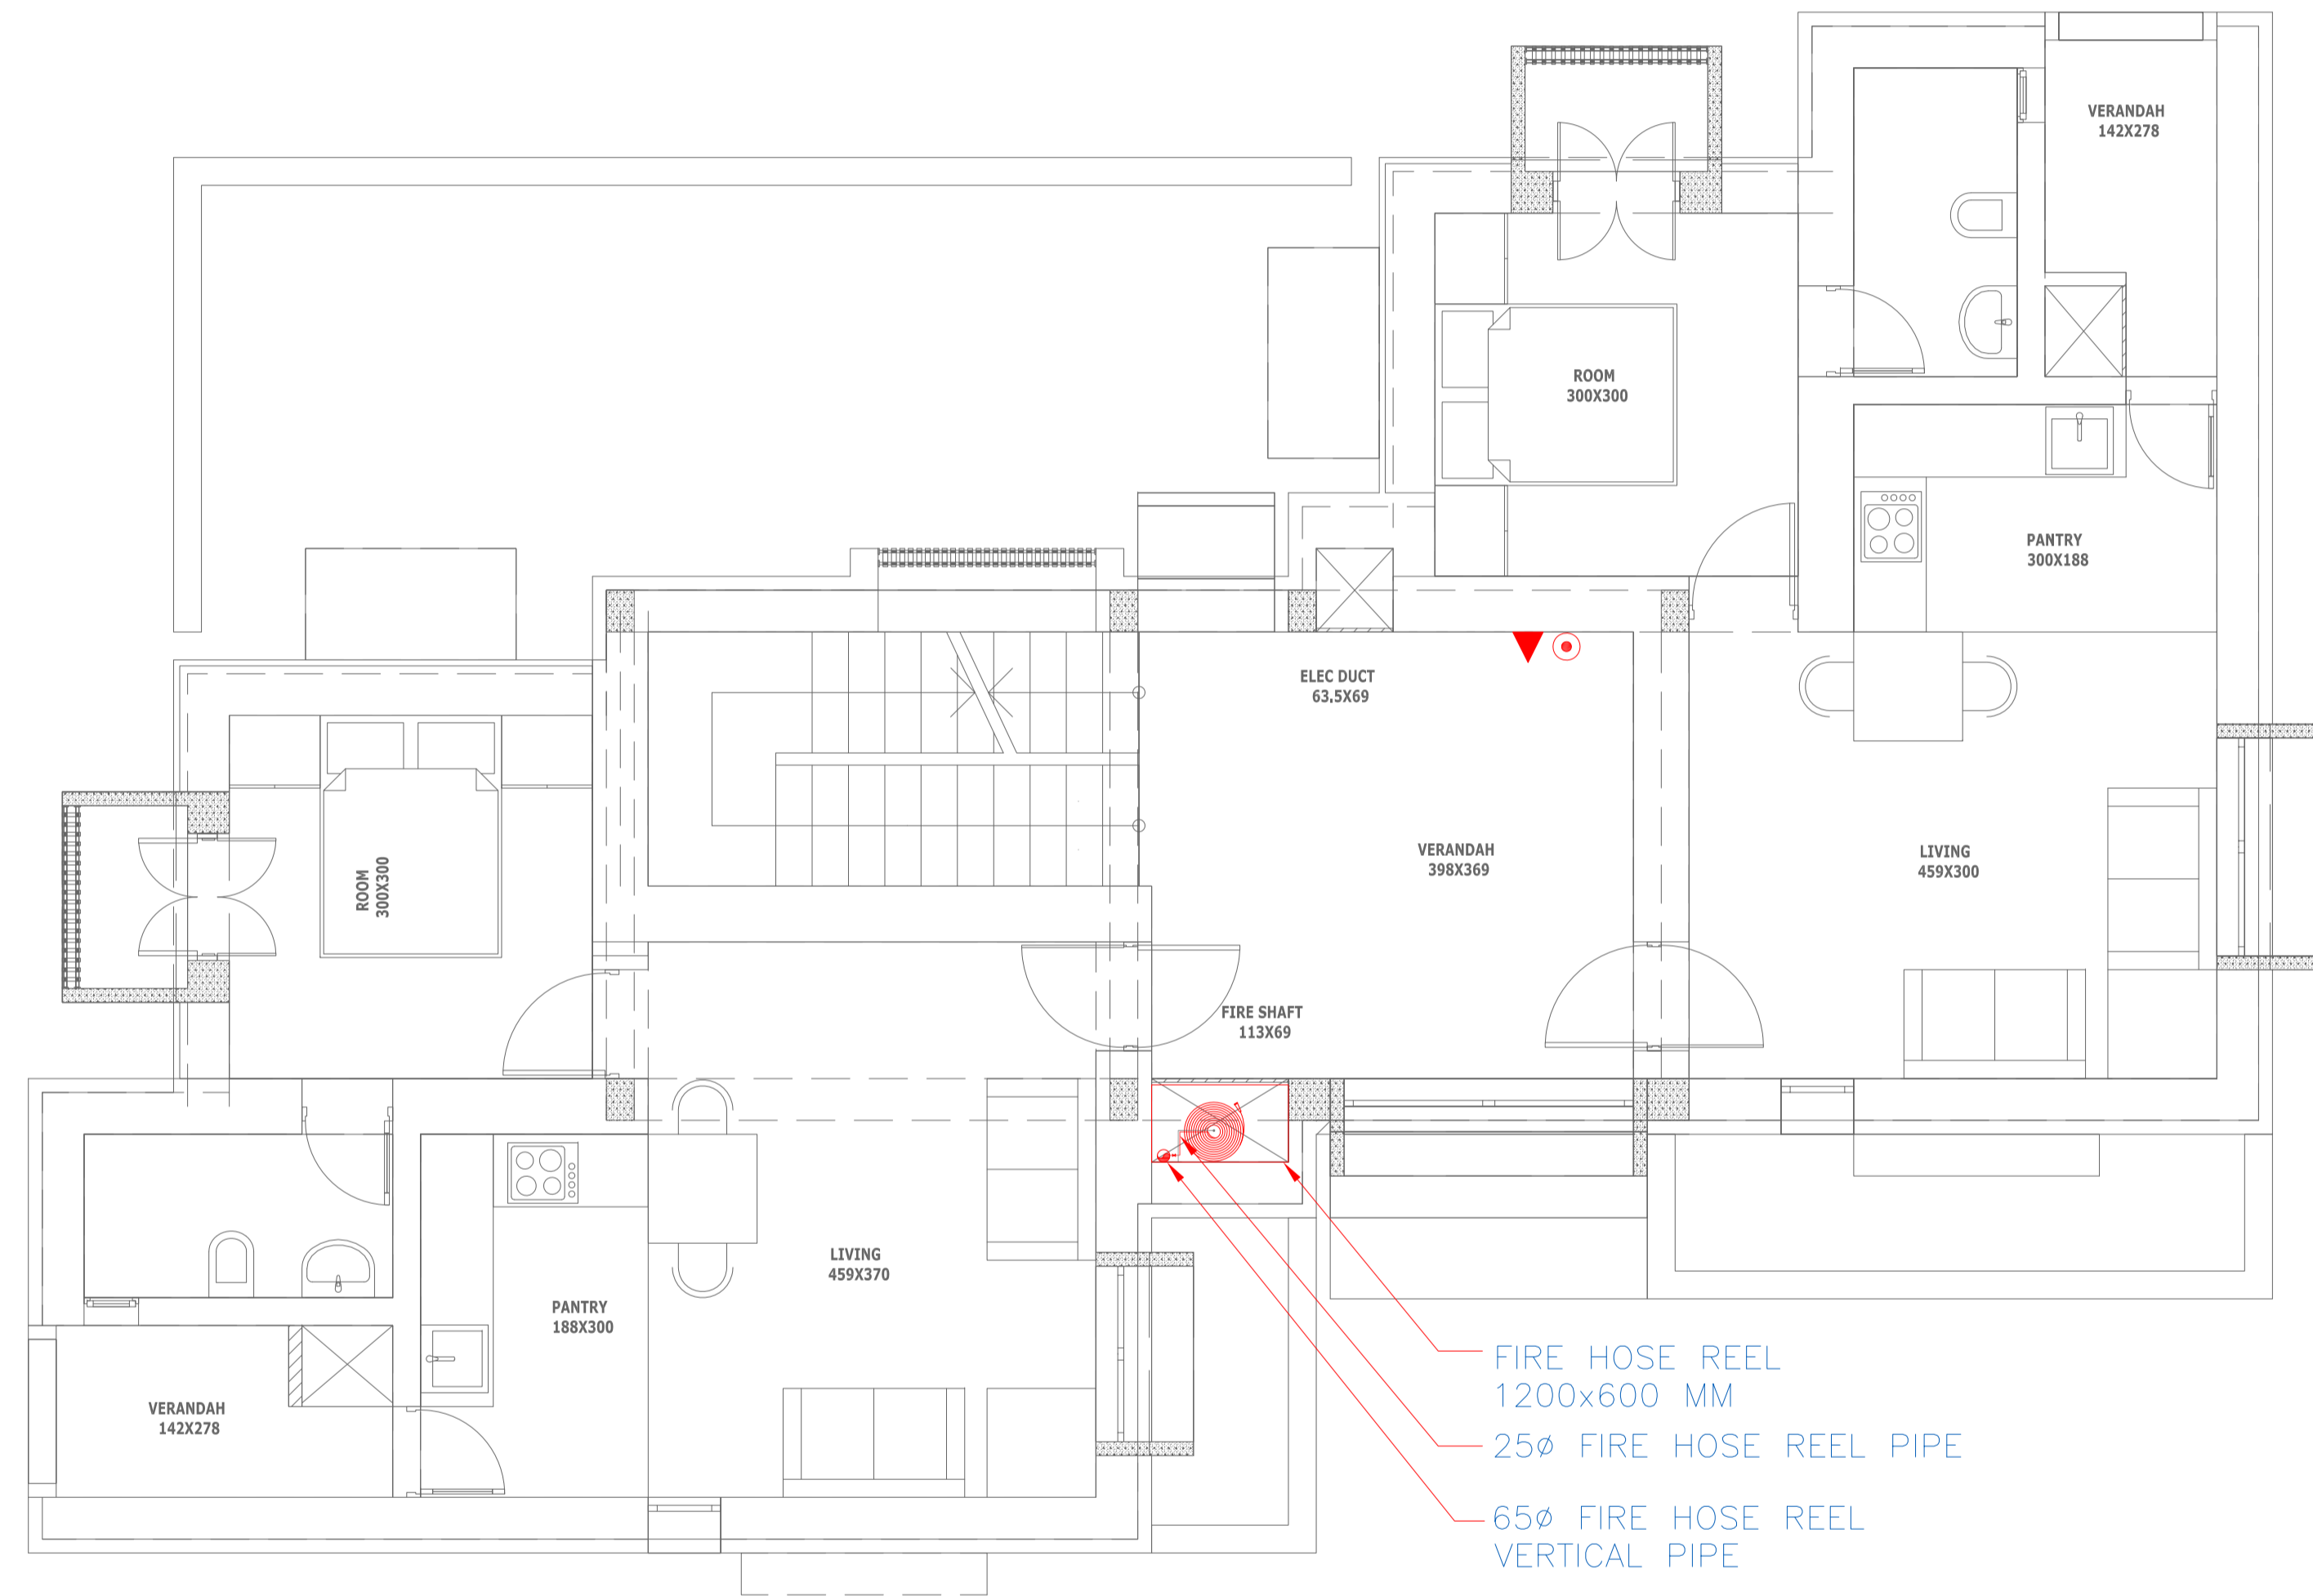 VERANDAH
142X278
ROOM
300X300
PANTRY
300X188
ELEC DUCT
63.5X69
VERANDAH
398X369
LIVING
459X300
ROOM
300X300
FIRE SHAFT
113X69
LIVING
459X370
PANTRY
188X300
VERANDAH
142X278
FIRE HOSE REEL
1200x600 MM
25ø FIRE HOSE REEL PIPE
65ø FIRE HOSE REEL
VERTICAL PIPE